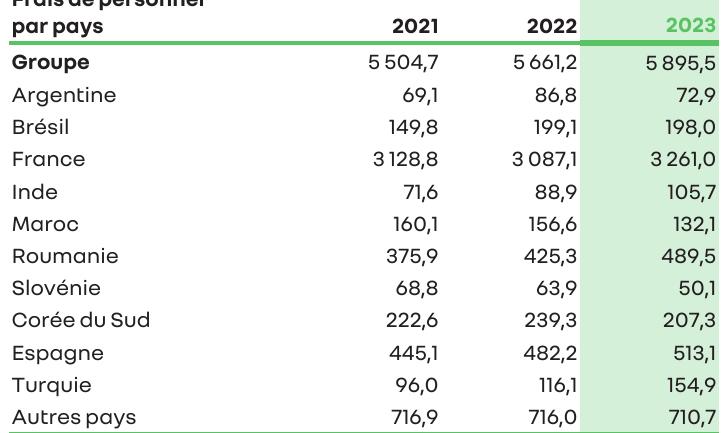 Frais de personnel
par pays 2021 2022 2023
Groupe 5 504,7 5 661,2 5 895,5
Argentine 69,1 86,8 72,9
Brésil 149,8 199,1 198,0
France 3 128,8 3 087,1 3 261,0
Inde 71,6 88,9 105,7
Maroc 160,1 156,6 132,1
Roumanie 375,9 425,3 489,5
Slovénie 68,8 63,9 50,1
Corée du Sud 222,6 239,3 207,3
Espagne 445,1 482,2 513,1
Turquie 96,0 116,1 154,9
Autres pays 716,9 716,0 710,7